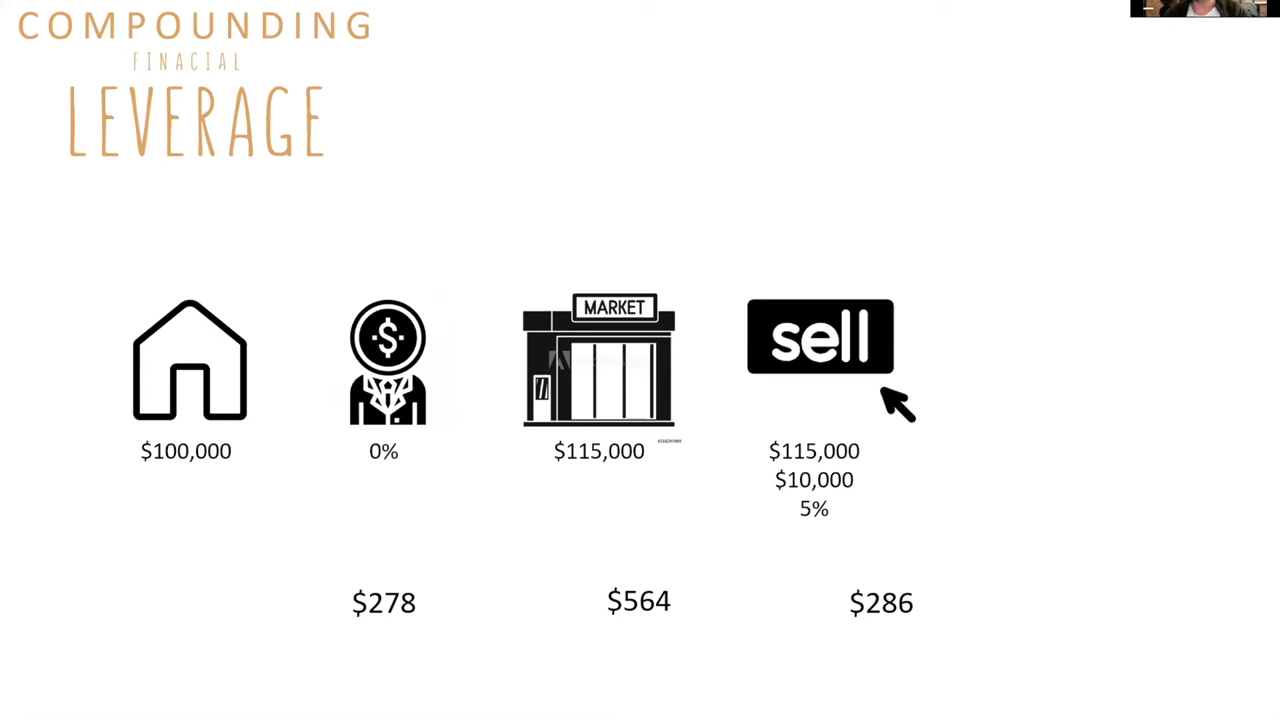 COMPOUNDING
FINACIAL
LEVERAGE
MARKET
sell
$100,000
0%
$115,000
$115,000
$10,000
5%
$278
$564
$286